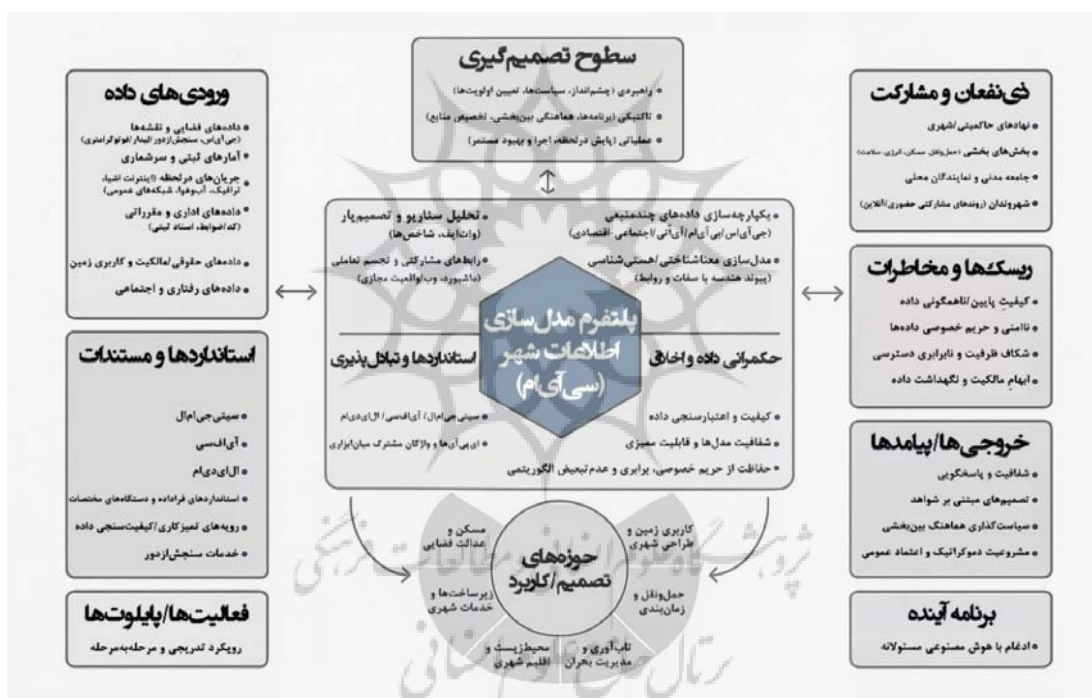 سطوح تصمیم‌گیری
راهبردی (چشم‌انداز، سیاست‌ها، تعیین اولویت‌ها)
تاکتیکی (برنامه‌ها، هماهنگی بین‌بخشی، تخصیص منابع)
عملیاتی (پایش درلحظه، اجرا و بهبود مستمر)
ذی‌نفعان و مشارکت
نهادهای حاکمیتی/شهری
بخش‌های بخشی (حمل‌ونقل، مسکن، انرژی، سلامت)
جامعه مدنی و نمایندگان محلی
شهروندان (روندهای مشارکتی حضوری/آنلاین)
ریسک‌ها و مخاطرات
کیفیتِ پایین/ناهمگونی داده
ناامنی و حریم خصوصی داده‌ها
شکاف ظرفیت و نابرابری دسترسی
ابهامِ مالکیت و نگهداشت داده
خروجی‌ها/پیامدها
شفافیت و پاسخگویی
تصمیم‌های مبتنی بر شواهد
سیاست‌گذاری هماهنگ بین‌بخشی
مشروعیت دموکراتیک و اعتماد عمومی
برنامه آینده
ادغام با هوش مصنوعی مسئولانه
یکپارچه‌سازی داده‌های چندمنبعی
(جی‌آی‌اس/بی‌آی‌ام/آی‌اُتی/اجتماعی-اقتصادی)
مدل‌سازی معناشناختی/هستی‌شناسی
(پیوند هندسه با صفات و روابط)
تحلیل سناریو و تصمیم‌یار
(وات‌ایف، شاخص‌ها)
رابط‌های مشارکتی و تجسم تعاملی
(داشبورد، وب/واقعیت مجازی)
پلتفرم مدل‌سازی
اطلاعات شهر
(سی‌آی‌ام)
حکمرانی داده و اخلاق
کیفیت و اعتبارسنجی داده
شفافیت مدل‌ها و قابلیت ممیزی
حفاظت از حریم خصوصی، برابری و عدم‌تبعیض الگوریتمی
استانداردها و تبادل‌پذیری
سیتی‌جی‌ام‌ال/ آی‌اف‌سی/ ال‌ای‌دی‌ام
ای‌پی‌آی‌ها و واژگان مشترک میان‌ابزاری
حوزه‌های
تصمیم/کاربرد
کاربری زمین و
طراحی شهری
حمل‌ونقل و
زمان‌بندی
تاب‌آوری و
مدیریت بحران
محیط‌زیست و
اقلیم شهری
زیرساخت‌ها و
خدمات شهری
مسکن و
عدالت فضایی
ورودی‌های داده
داده‌های فضایی و نقشه‌ها
(جی‌آی‌اس، سنجش‌ازدور/لیدار/فوتوگرامتری)
آمارهای ثبتی و سرشماری
جریان‌های درلحظه (اینترنت اشیا،
ترافیک، آب‌وهوا، شبکه‌های عمومی)
داده‌های اداری و مقرراتی
(کد/ضوابط، اسناد ثبتی)
داده‌های حقوقی/مالکیت و کاربری زمین
داده‌های رفتاری و اجتماعی
استانداردها و مستندات
سیتی‌جی‌ام‌ال
آی‌اف‌سی
ال‌ای‌دی‌ام
استانداردهای فراداده و دستگاه‌های مختصات
رویه‌های تمیزکاری/کیفیت‌سنجی داده
خدمات سنجش‌ازدور
فعالیت‌ها/پایلوت‌ها
رویکرد تدریجی و مرحله‌به‌مرحله
پژوهشگاه علوم انسانی و مطالعات فرهنگی
پرتال جامع علوم انسانی